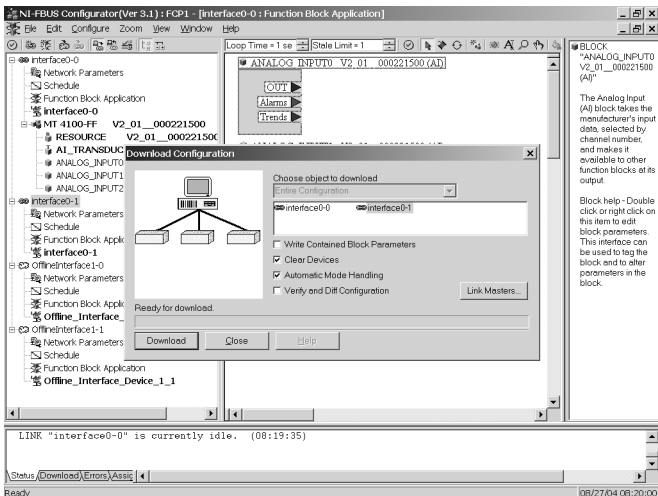 NI-FBUS Configurator(Ver 3.1) : FCP1 - [interface0-0 : Function Block Application]
File Edit Configure Zoom View Window Help
Loop Time = 1 se Stale Limit = 1
interface0-0
Network Parameters
Schedule
Function Block Application
interface0-0
MT 4100-FF V2_01__000221500
RESOURCE V2_01__000221500
AI_TRANSDUC
ANALOG_INPUT0
ANALOG_INPUT1
ANALOG_INPUT2
interface0-1
Network Parameters
Schedule
Function Block Applic
interface0-1
OfflineInterface1-0
Network Parameters
Schedule
Function Block Applic
Offline_Interface_
OfflineInterface1-1
Network Parameters
Schedule
Function Block Application
Offline_Interface_Device_1_1
ANALOG_INPUT0 V2_01__000221500 (AI)
OUT
Alarms
Trends
Download Configuration
Choose object to download
Entire Configuration
interface0-0 interface0-1
Write Contained Block Parameters
Clear Devices
Automatic Mode Handling
Verify and Diff Configuration
Link Masters...
Ready for download.
Download Close Help
BLOCK
"ANALOG_INPUT0
V2_01__000221500
(AI)"
The Analog Input
(AI) block takes the
manufacturer's input
data, selected by
channel number,
and makes it
available to other
function blocks at its
output.
Block help - Double
click or right click on
this item to edit
block parameters.
This interface can
be used to tag the
block and to alter
parameters in the
block.
LINK "interface0-0" is currently idle. (08:19:35)
Status Download Errors Assig
Ready
08/27/04 08:20:00